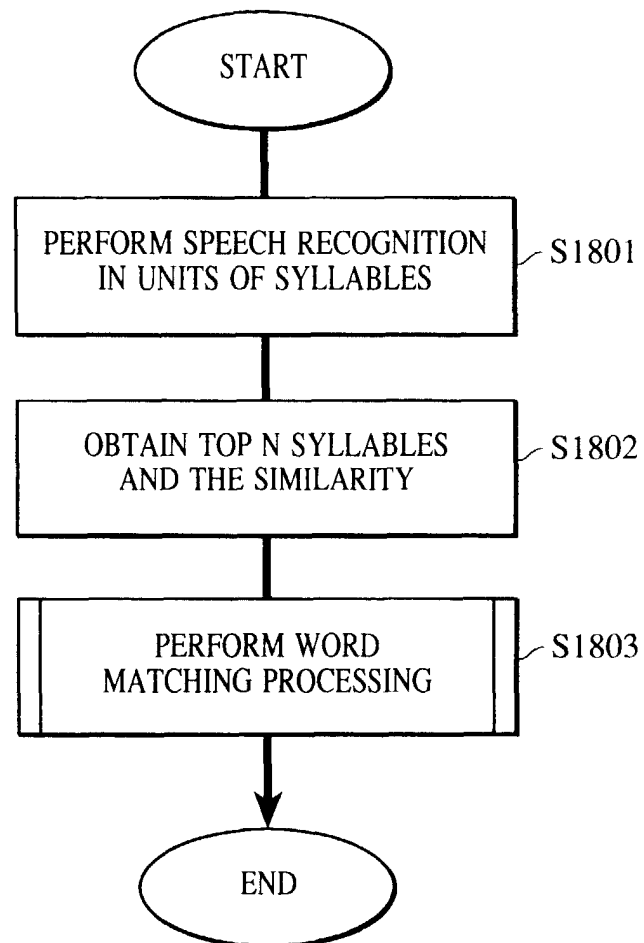 START
PERFORM SPEECH RECOGNITION
IN UNITS OF SYLLABLES
S1801
OBTAIN TOP N SYLLABLES
AND THE SIMILARITY
S1802
PERFORM WORD
MATCHING PROCESSING
S1803
END